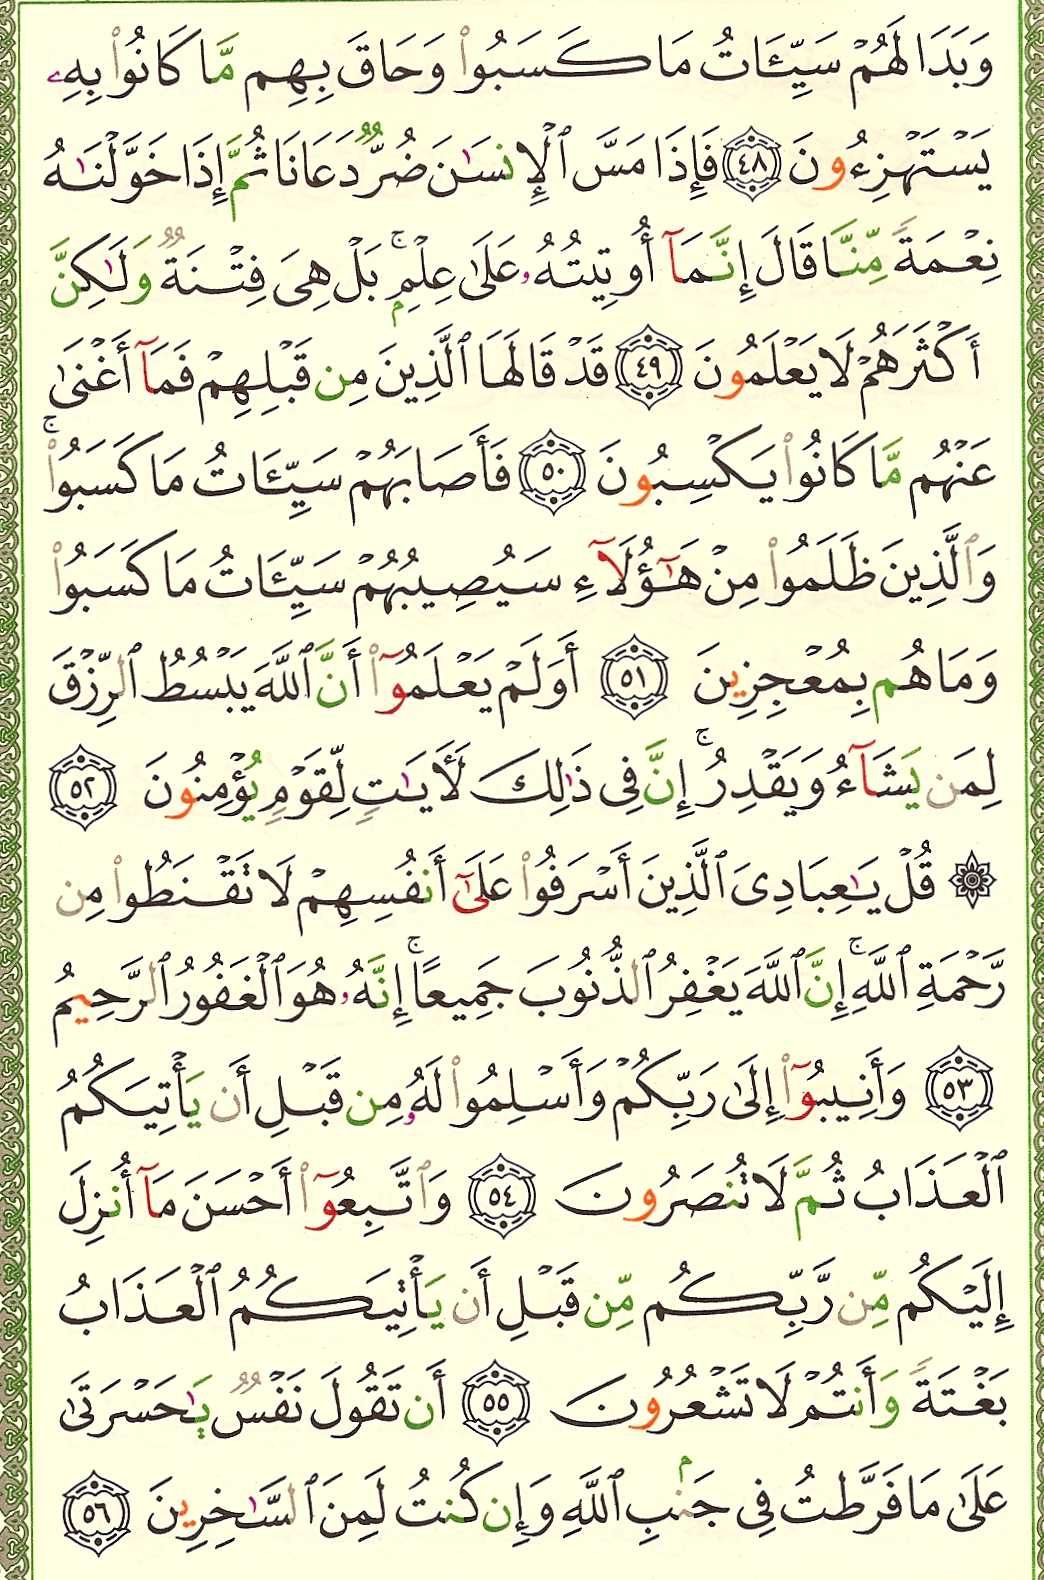 وَبَدَا لَهُمْ سَيِّـَٔاتُ مَا كَسَبُوا۟ وَحَاقَ بِهِم مَّا كَانُوا۟ بِهِۦ
يَسْتَهْزِءُونَ ٤٨ فَإِذَا مَسَّ ٱلْإِنسَٰنَ ضُرٌّ دَعَانَا ثُمَّ إِذَا خَوَّلْنَٰهُ
نِعْمَةً مِّنَّا قَالَ إِنَّمَآ أُوتِيتُهُۥ عَلَىٰ عِلْمٍۭ ۚ بَلْ هِىَ فِتْنَةٌ وَلَٰكِنَّ
أَكْثَرَهُمْ لَا يَعْلَمُونَ ٤٩ قَدْ قَالَهَا ٱلَّذِينَ مِن قَبْلِهِمْ فَمَآ أَغْنَىٰ
عَنْهُم مَّا كَانُوا۟ يَكْسِبُونَ ٥٠ فَأَصَابَهُمْ سَيِّـَٔاتُ مَا كَسَبُوا۟ ۚ
وَٱلَّذِينَ ظَلَمُوا۟ مِنْ هَٰٓؤُلَآءِ سَيُصِيبُهُمْ سَيِّـَٔاتُ مَا كَسَبُوا۟
وَمَا هُم بِمُعْجِزِينَ ٥١ أَوَلَمْ يَعْلَمُوٓا۟ أَنَّ ٱللَّهَ يَبْسُطُ ٱلرِّزْقَ
لِمَن يَشَآءُ وَيَقْدِرُ ۚ إِنَّ فِى ذَٰلِكَ لَـَٔايَٰتٍ لِّقَوْمٍ يُؤْمِنُونَ ٥٢
۞ قُلْ يَٰعِبَادِىَ ٱلَّذِينَ أَسْرَفُوا۟ عَلَىٰٓ أَنفُسِهِمْ لَا تَقْنَطُوا۟ مِن
رَّحْمَةِ ٱللَّهِ ۚ إِنَّ ٱللَّهَ يَغْفِرُ ٱلذُّنُوبَ جَمِيعًا ۚ إِنَّهُۥ هُوَ ٱلْغَفُورُ ٱلرَّحِيمُ
٥٣ وَأَنِيبُوٓا۟ إِلَىٰ رَبِّكُمْ وَأَسْلِمُوا۟ لَهُۥ مِن قَبْلِ أَن يَأْتِيَكُمُ
ٱلْعَذَابُ ثُمَّ لَا تُنصَرُونَ ٥٤ وَٱتَّبِعُوٓا۟ أَحْسَنَ مَآ أُنزِلَ
إِلَيْكُم مِّن رَّبِّكُم مِّن قَبْلِ أَن يَأْتِيَكُمُ ٱلْعَذَابُ
بَغْتَةً وَأَنتُمْ لَا تَشْعُرُونَ ٥٥ أَن تَقُولَ نَفْسٌ يَٰحَسْرَتَىٰ
عَلَىٰ مَا فَرَّطتُ فِى جَنۢبِ ٱللَّهِ وَإِن كُنتُ لَمِنَ ٱلسَّٰخِرِينَ ٥٦